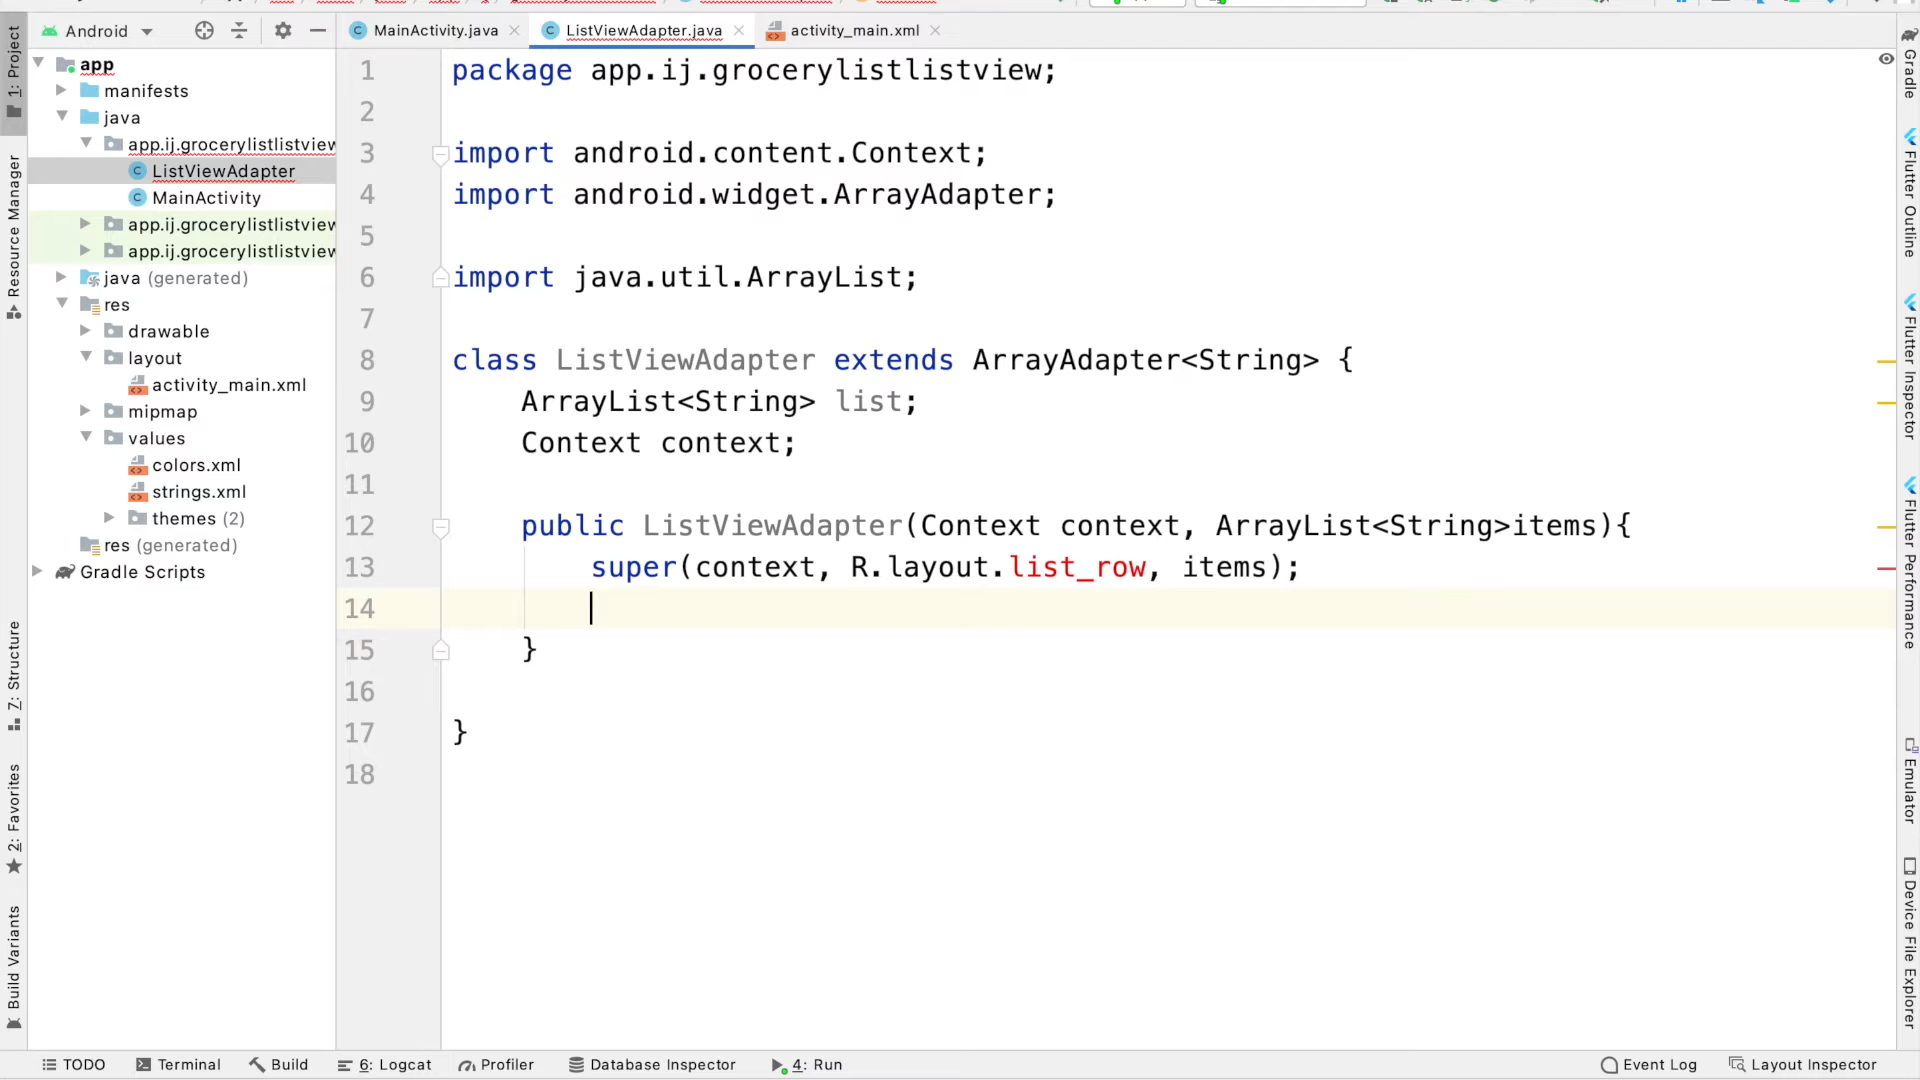 Android
MainActivity.java
ListViewAdapter.java
activity_main.xml
1: Project
Resource Manager
7: Structure
2: Favorites
Build Variants
app
manifests
java
app.ij.grocerylistlistview
ListViewAdapter
MainActivity
app.ij.grocerylistlistview
app.ij.grocerylistlistview
java (generated)
res
drawable
layout
activity_main.xml
mipmap
values
colors.xml
strings.xml
themes (2)
res (generated)
Gradle Scripts
1 package app.ij.grocerylistlistview;
2
3 import android.content.Context;
4 import android.widget.ArrayAdapter;
5
6 import java.util.ArrayList;
7
8 class ListViewAdapter extends ArrayAdapter<String> {
9 ArrayList<String> list;
10 Context context;
11
12 public ListViewAdapter(Context context, ArrayList<String>items){
13 super(context, R.layout.list_row, items);
14
15 }
16
17 }
18
Gradle
Flutter Outline
Flutter Inspector
Flutter Performance
Emulator
Device File Explorer
TODO
Terminal
Build
6: Logcat
Profiler
Database Inspector
4: Run
Event Log
Layout Inspector